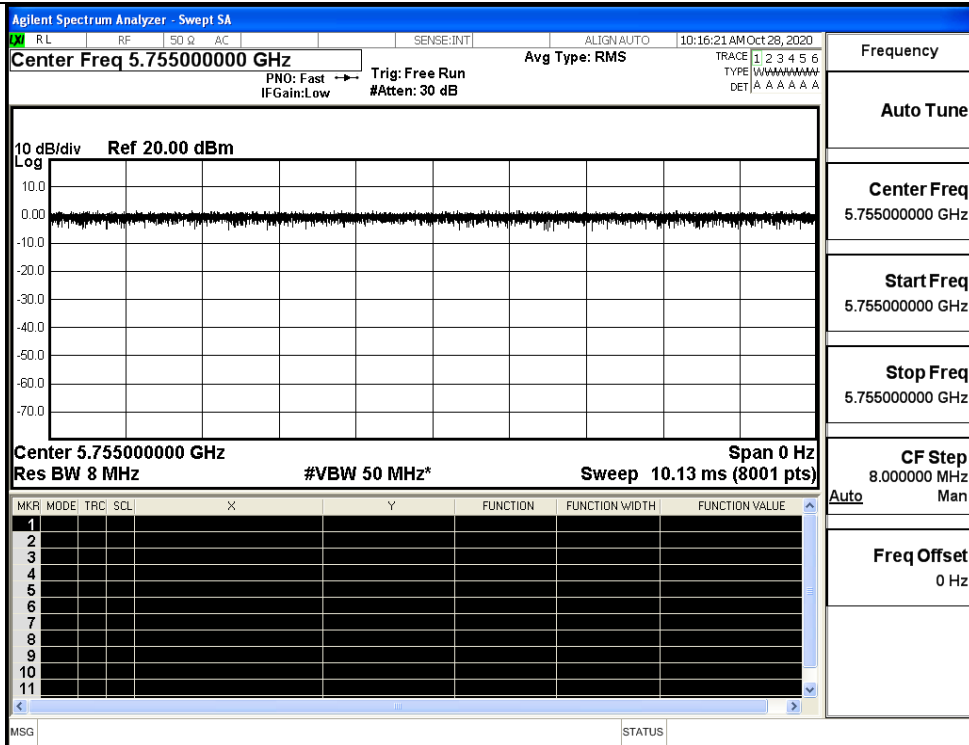 Agilent Spectrum Analyzer - Swept SA
LXI RL RF 50 Ω AC SENSE:INT ALIGN AUTO 10:16:21 AM Oct 28, 2020
Center Freq 5.755000000 GHz
PNO: Fast
IFGain:Low
Trig: Free Run
#Atten: 30 dB
Avg Type: RMS
TRACE 1 2 3 4 5 6
TYPE WWWWWW
DET A A A A A A
10 dB/div Ref 20.00 dBm
Log
10.0
0.00
-10.0
-20.0
-30.0
-40.0
-50.0
-60.0
-70.0
Center 5.755000000 GHz Span 0 Hz
Res BW 8 MHz #VBW 50 MHz* Sweep 10.13 ms (8001 pts)
MKR MODE TRC SCL X Y FUNCTION FUNCTION WIDTH FUNCTION VALUE
1
2
3
4
5
6
7
8
9
10
11
MSG STATUS
Frequency
Auto Tune
Center Freq
5.755000000 GHz
Start Freq
5.755000000 GHz
Stop Freq
5.755000000 GHz
CF Step
8.000000 MHz
Auto Man
Freq Offset
0 Hz